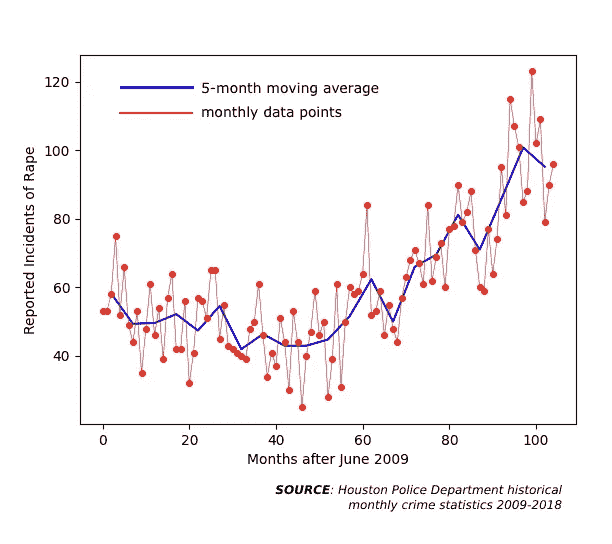 5-month moving average
monthly data points
Reported Incidents of Rape
120
100
80
60
40
0 20 40 60 80 100
Months after June 2009
SOURCE: Houston Police Department historical
monthly crime statistics 2009-2018